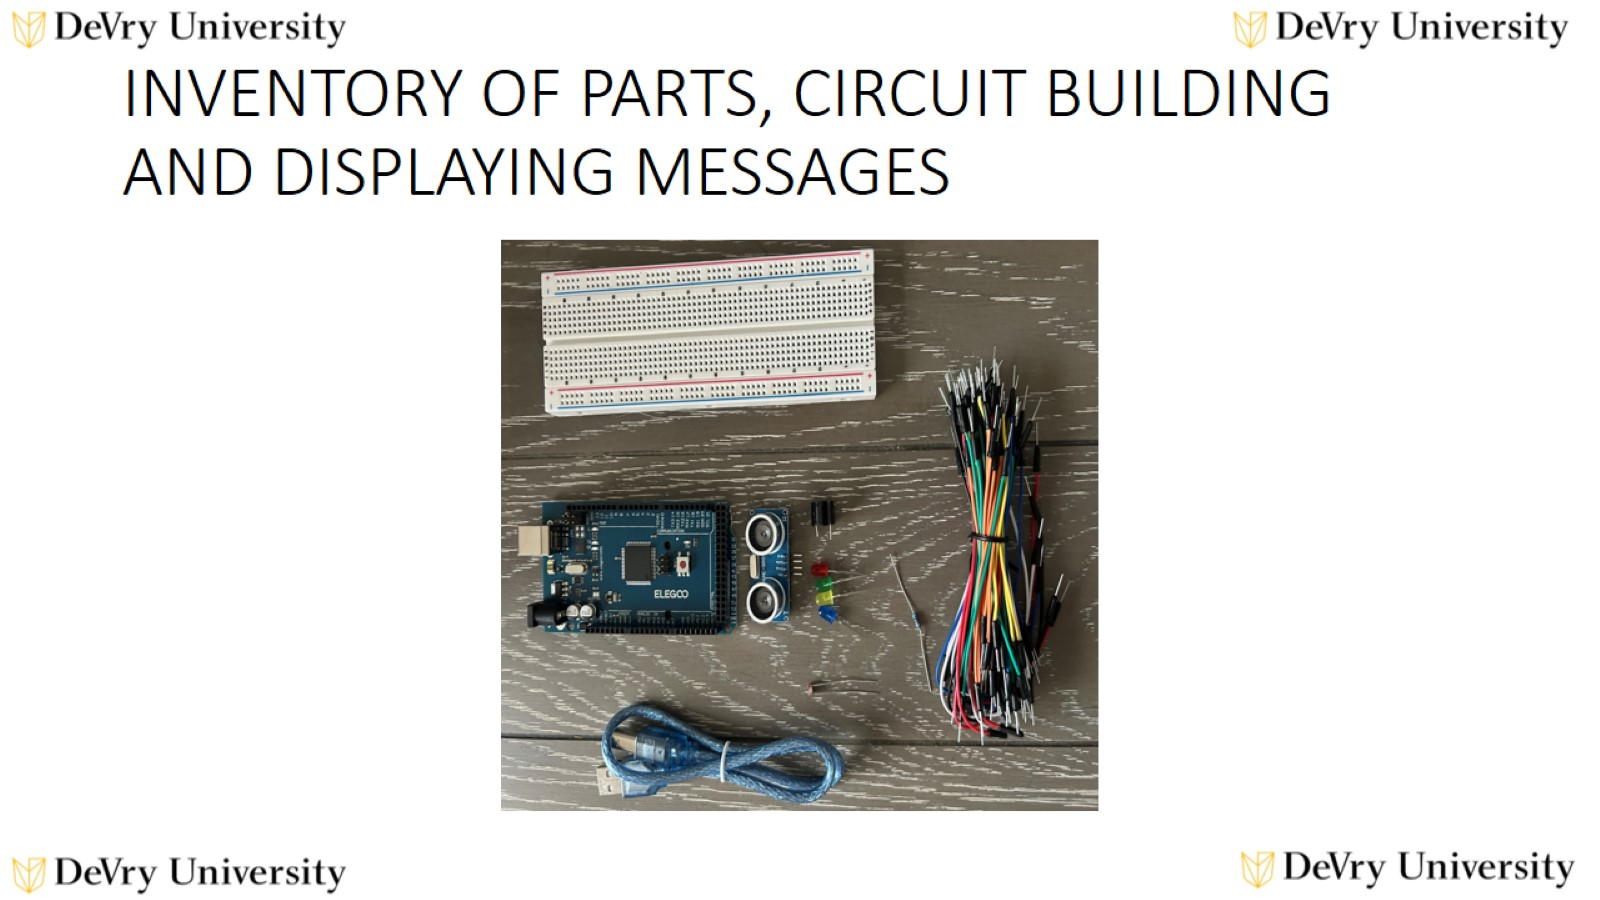 DeVry University
DeVry University
INVENTORY OF PARTS, CIRCUIT BUILDING
AND DISPLAYING MESSAGES
ELEGOO
DeVry University
DeVry University